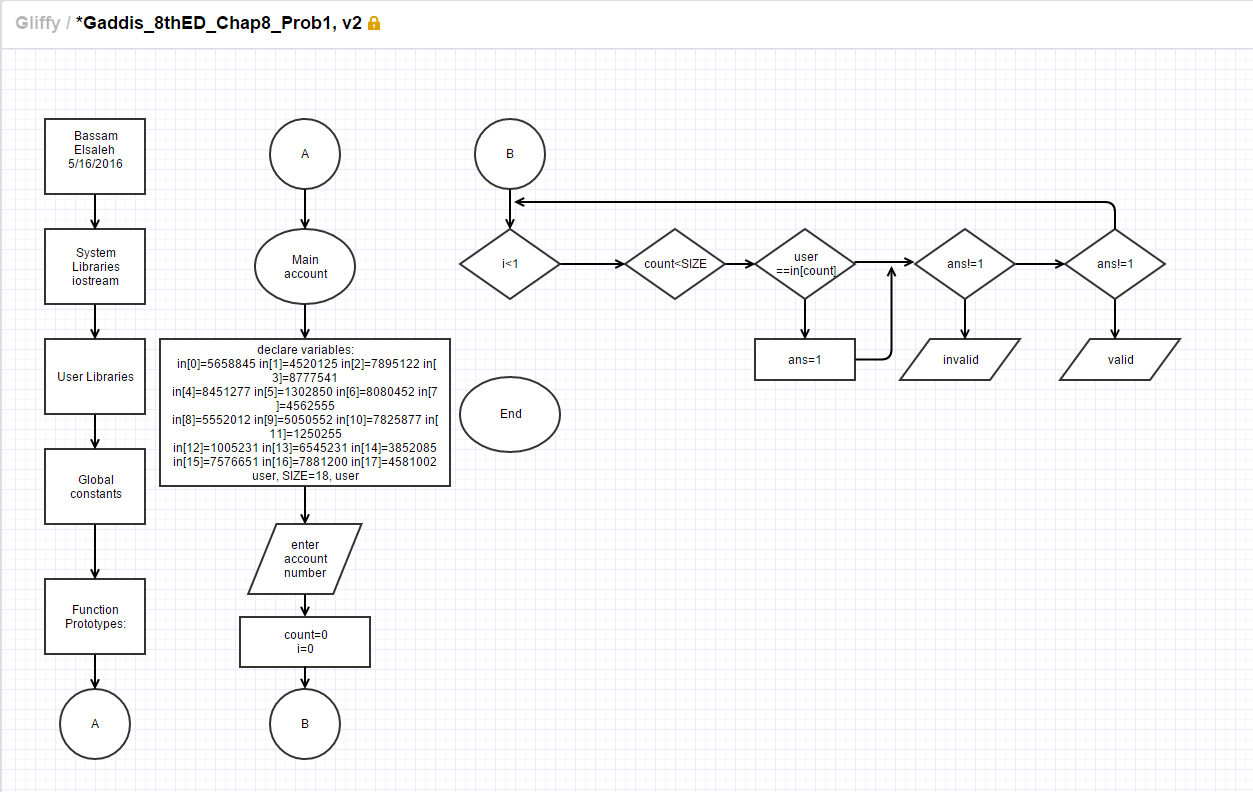 Gliffy / *Gaddis_8thED_Chap8_Prob1, v2
Bassam
Elsaleh
5/16/2016
System
Libraries
iostream
User Libraries
Global
constants
Function
Prototypes:
A
A
Main
account
declare variables:
in[0]=5658845 in[1]=4520125 in[2]=7895122 in[
3]=8777541
in[4]=8451277 in[5]=1302850 in[6]=8080452 in[7
]=4562555
in[8]=5552012 in[9]=5050552 in[10]=7825877 in[
11]=1250255
in[12]=1005231 in[13]=6545231 in[14]=3852085
in[15]=7576651 in[16]=7881200 in[17]=4581002
user, SIZE=18, user
enter
account
number
count=0
i=0
B
B
i<1
count<SIZE
user
==in[count]
ans!=1
ans!=1
ans=1
invalid
valid
End